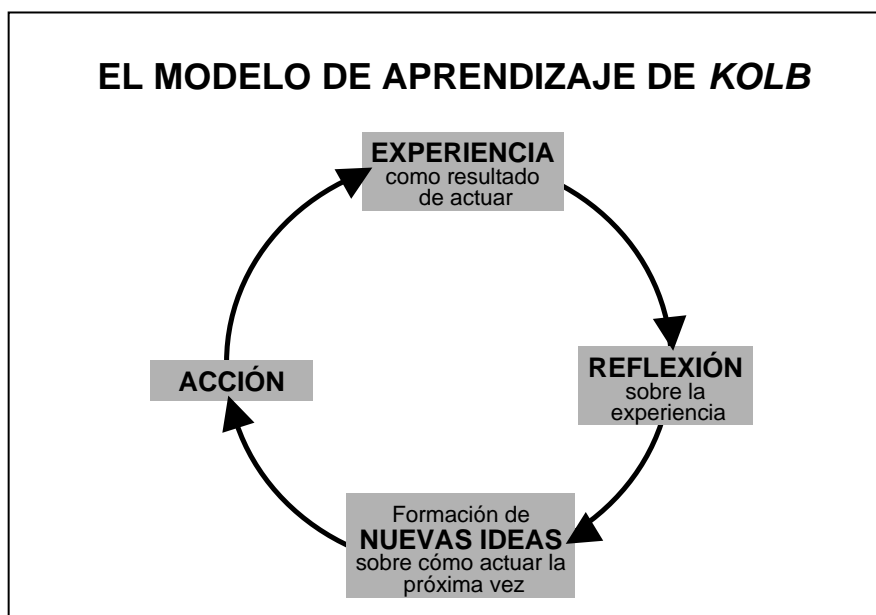 EL MODELO DE APRENDIZAJE DE KOLB
EXPERIENCIA
como resultado
de actuar
REFLEXIÓN
sobre la
experiencia
Formación de
NUEVAS IDEAS
sobre cómo actuar la
próxima vez
ACCIÓN